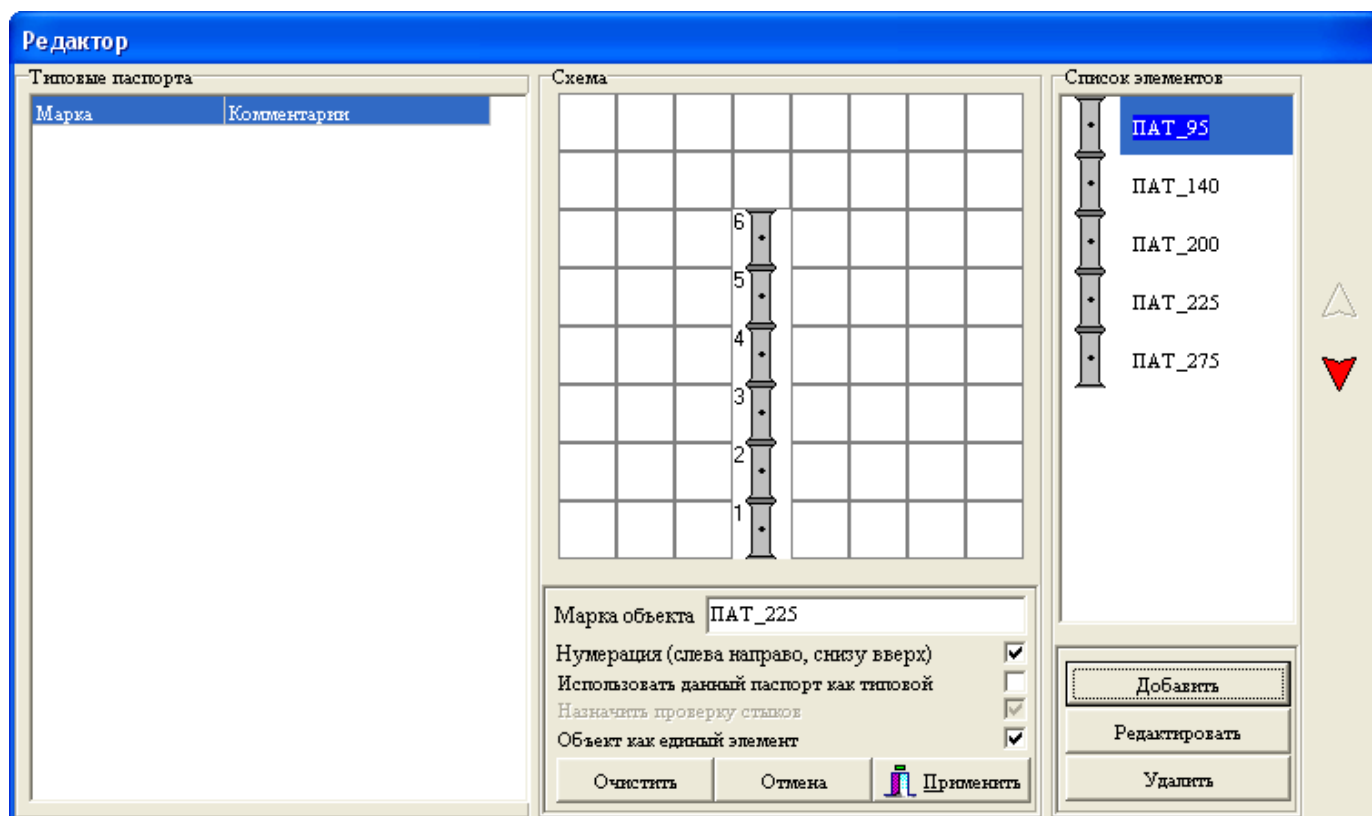 Редактор
Типовые паспорта
Марка Комментарии
Схема
6
5
4
3
2
1
Марка объекта ПАТ_225
Нумерация (слева направо, снизу вверх)
Использовать данный паспорт как типовой
Назначить проверку стыков
Объект как единый элемент
Очистить Отмена Применить
Список элементов
ПАТ_95
ПАТ_140
ПАТ_200
ПАТ_225
ПАТ_275
Добавить
Редактировать
Удалить